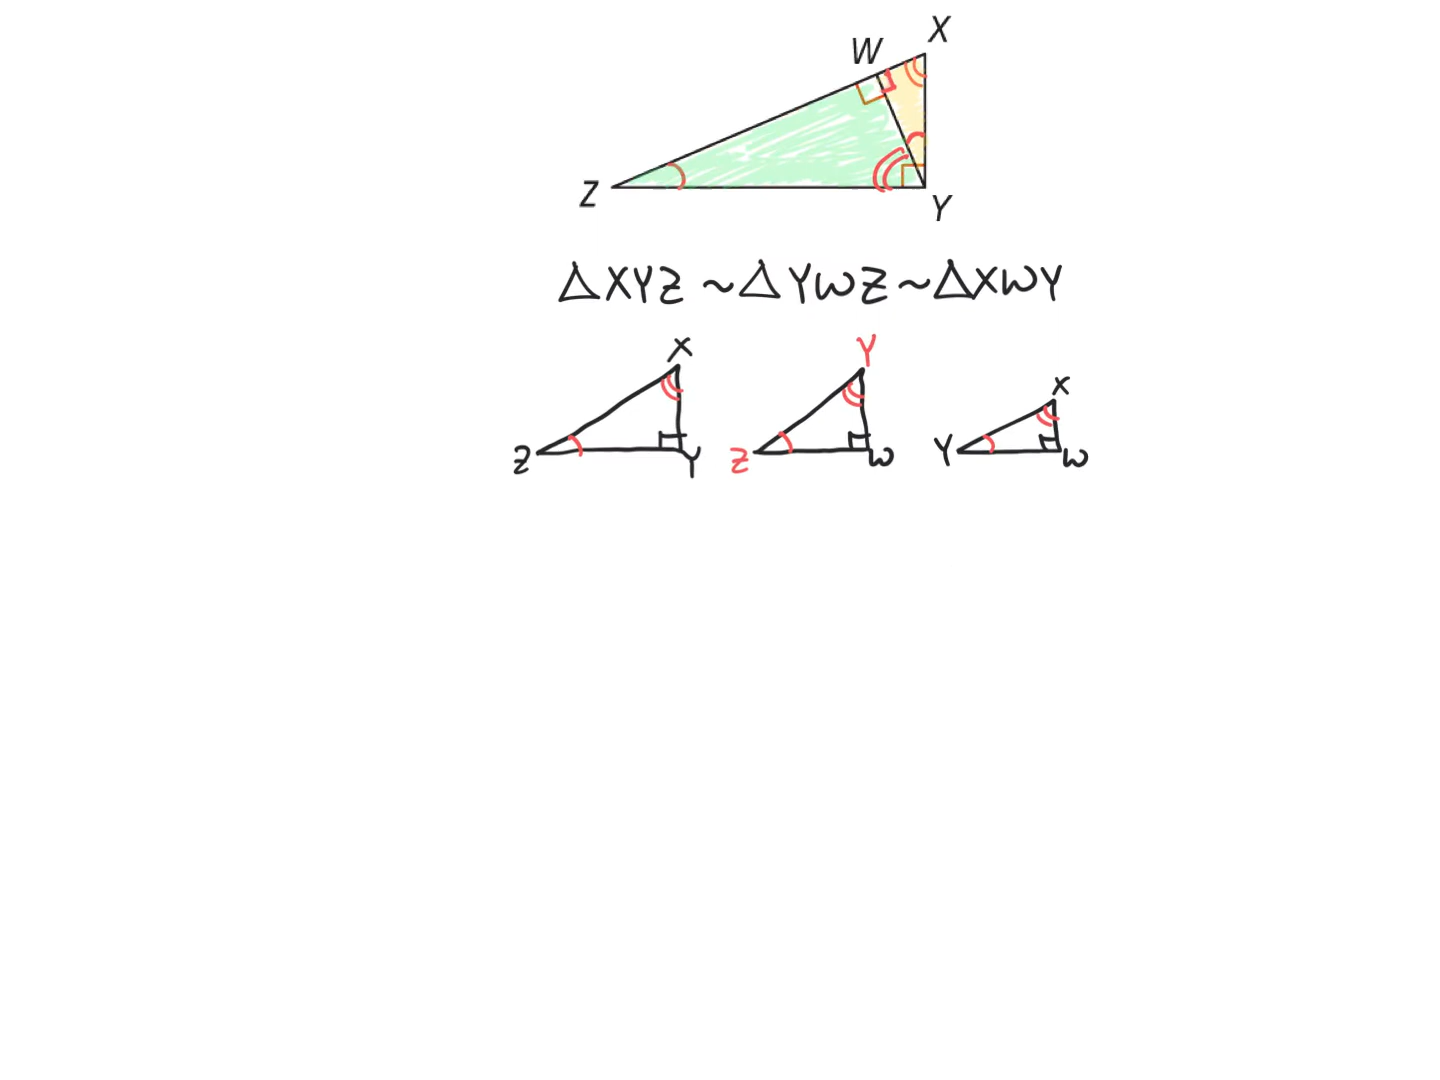 X
W
Z
Y
△XYZ ~ △YWZ ~ △XWY
X Y X
Z Y Z W Y W